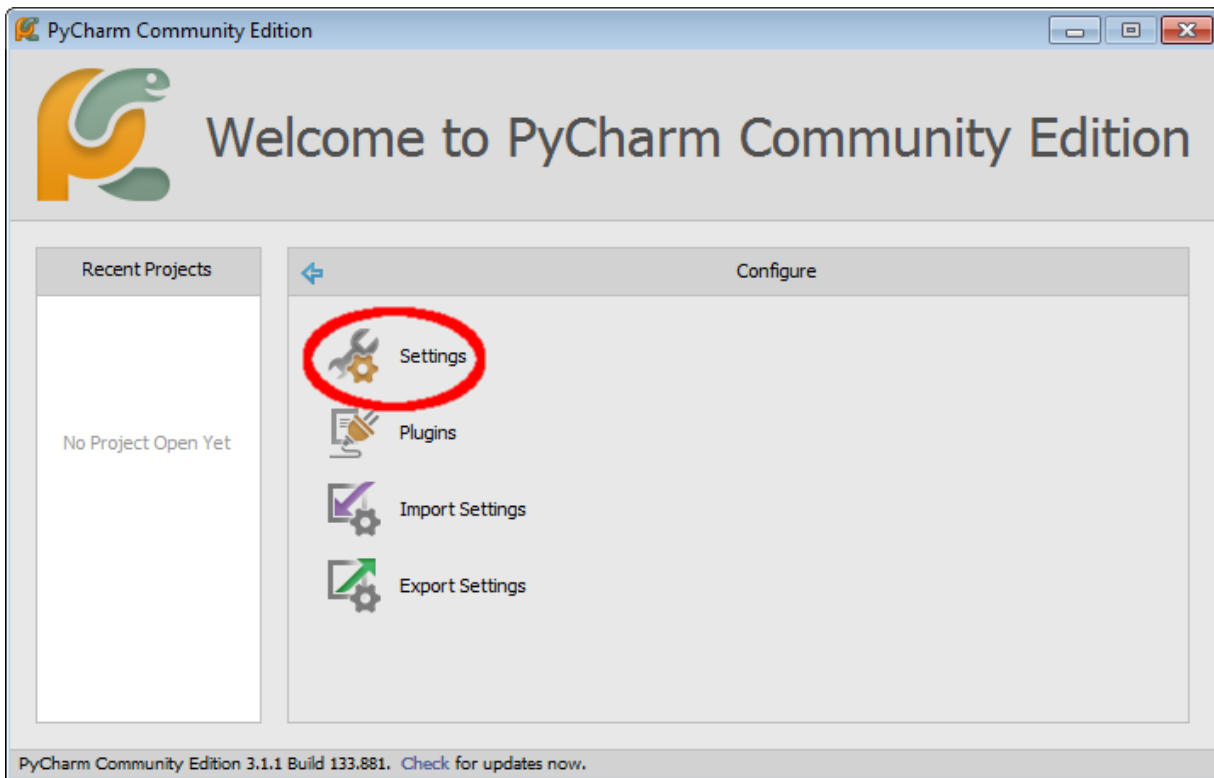 PyCharm Community Edition
Welcome to PyCharm Community Edition
Recent Projects
Configure
Settings
No Project Open Yet
Plugins
Import Settings
Export Settings
PyCharm Community Edition 3.1.1 Build 133.881. Check for updates now.